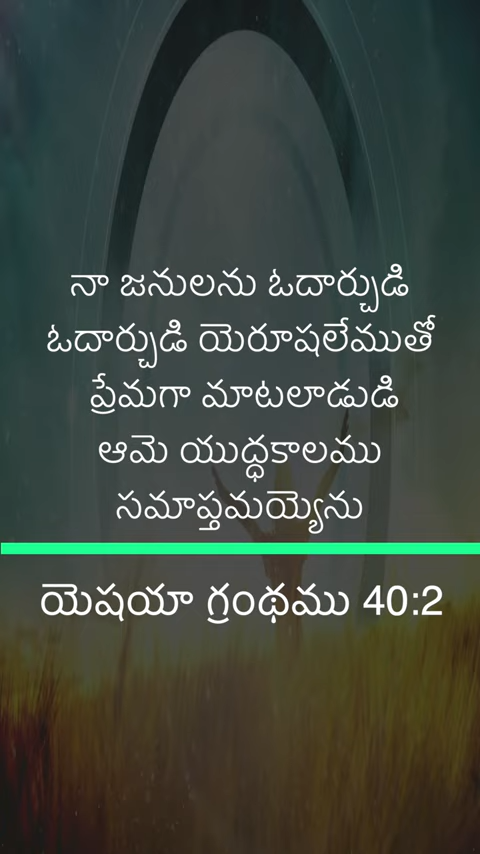 నా జనులను ఓదార్చుడి
ఓదార్చుడి యెరూషలేముతో
ప్రేమగా మాటలాడుడి
ఆమె యుద్ధకాలము
సమాప్తమయ్యెను
యెషయా గ్రంథము 40:2